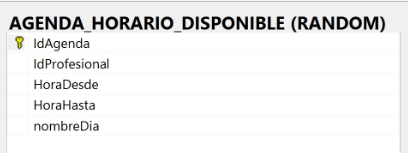 AGENDA_HORARIO_DISPONIBLE (RANDOM)
IdAgenda
IdProfesional
HoraDesde
HoraHasta
nombreDia